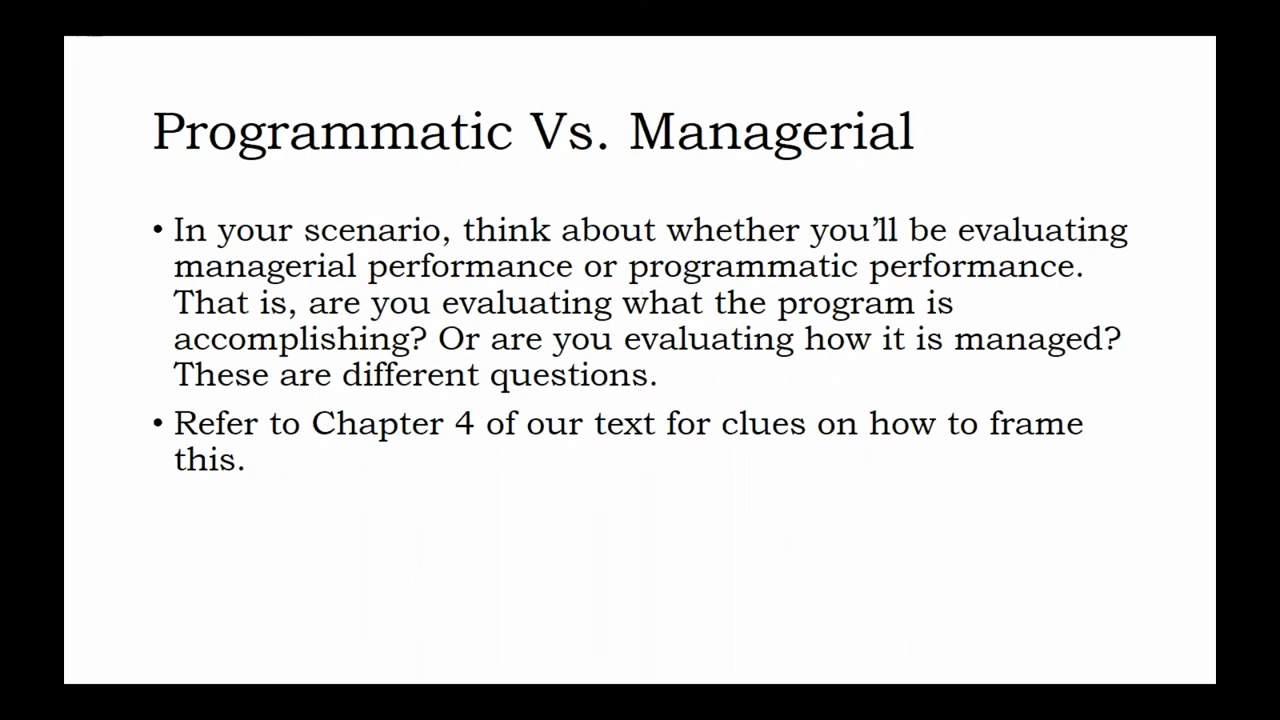 Programmatic Vs. Managerial
• In your scenario, think about whether you’ll be evaluating
managerial performance or programmatic performance.
That is, are you evaluating what the program is
accomplishing? Or are you evaluating how it is managed?
These are different questions.
• Refer to Chapter 4 of our text for clues on how to frame
this.